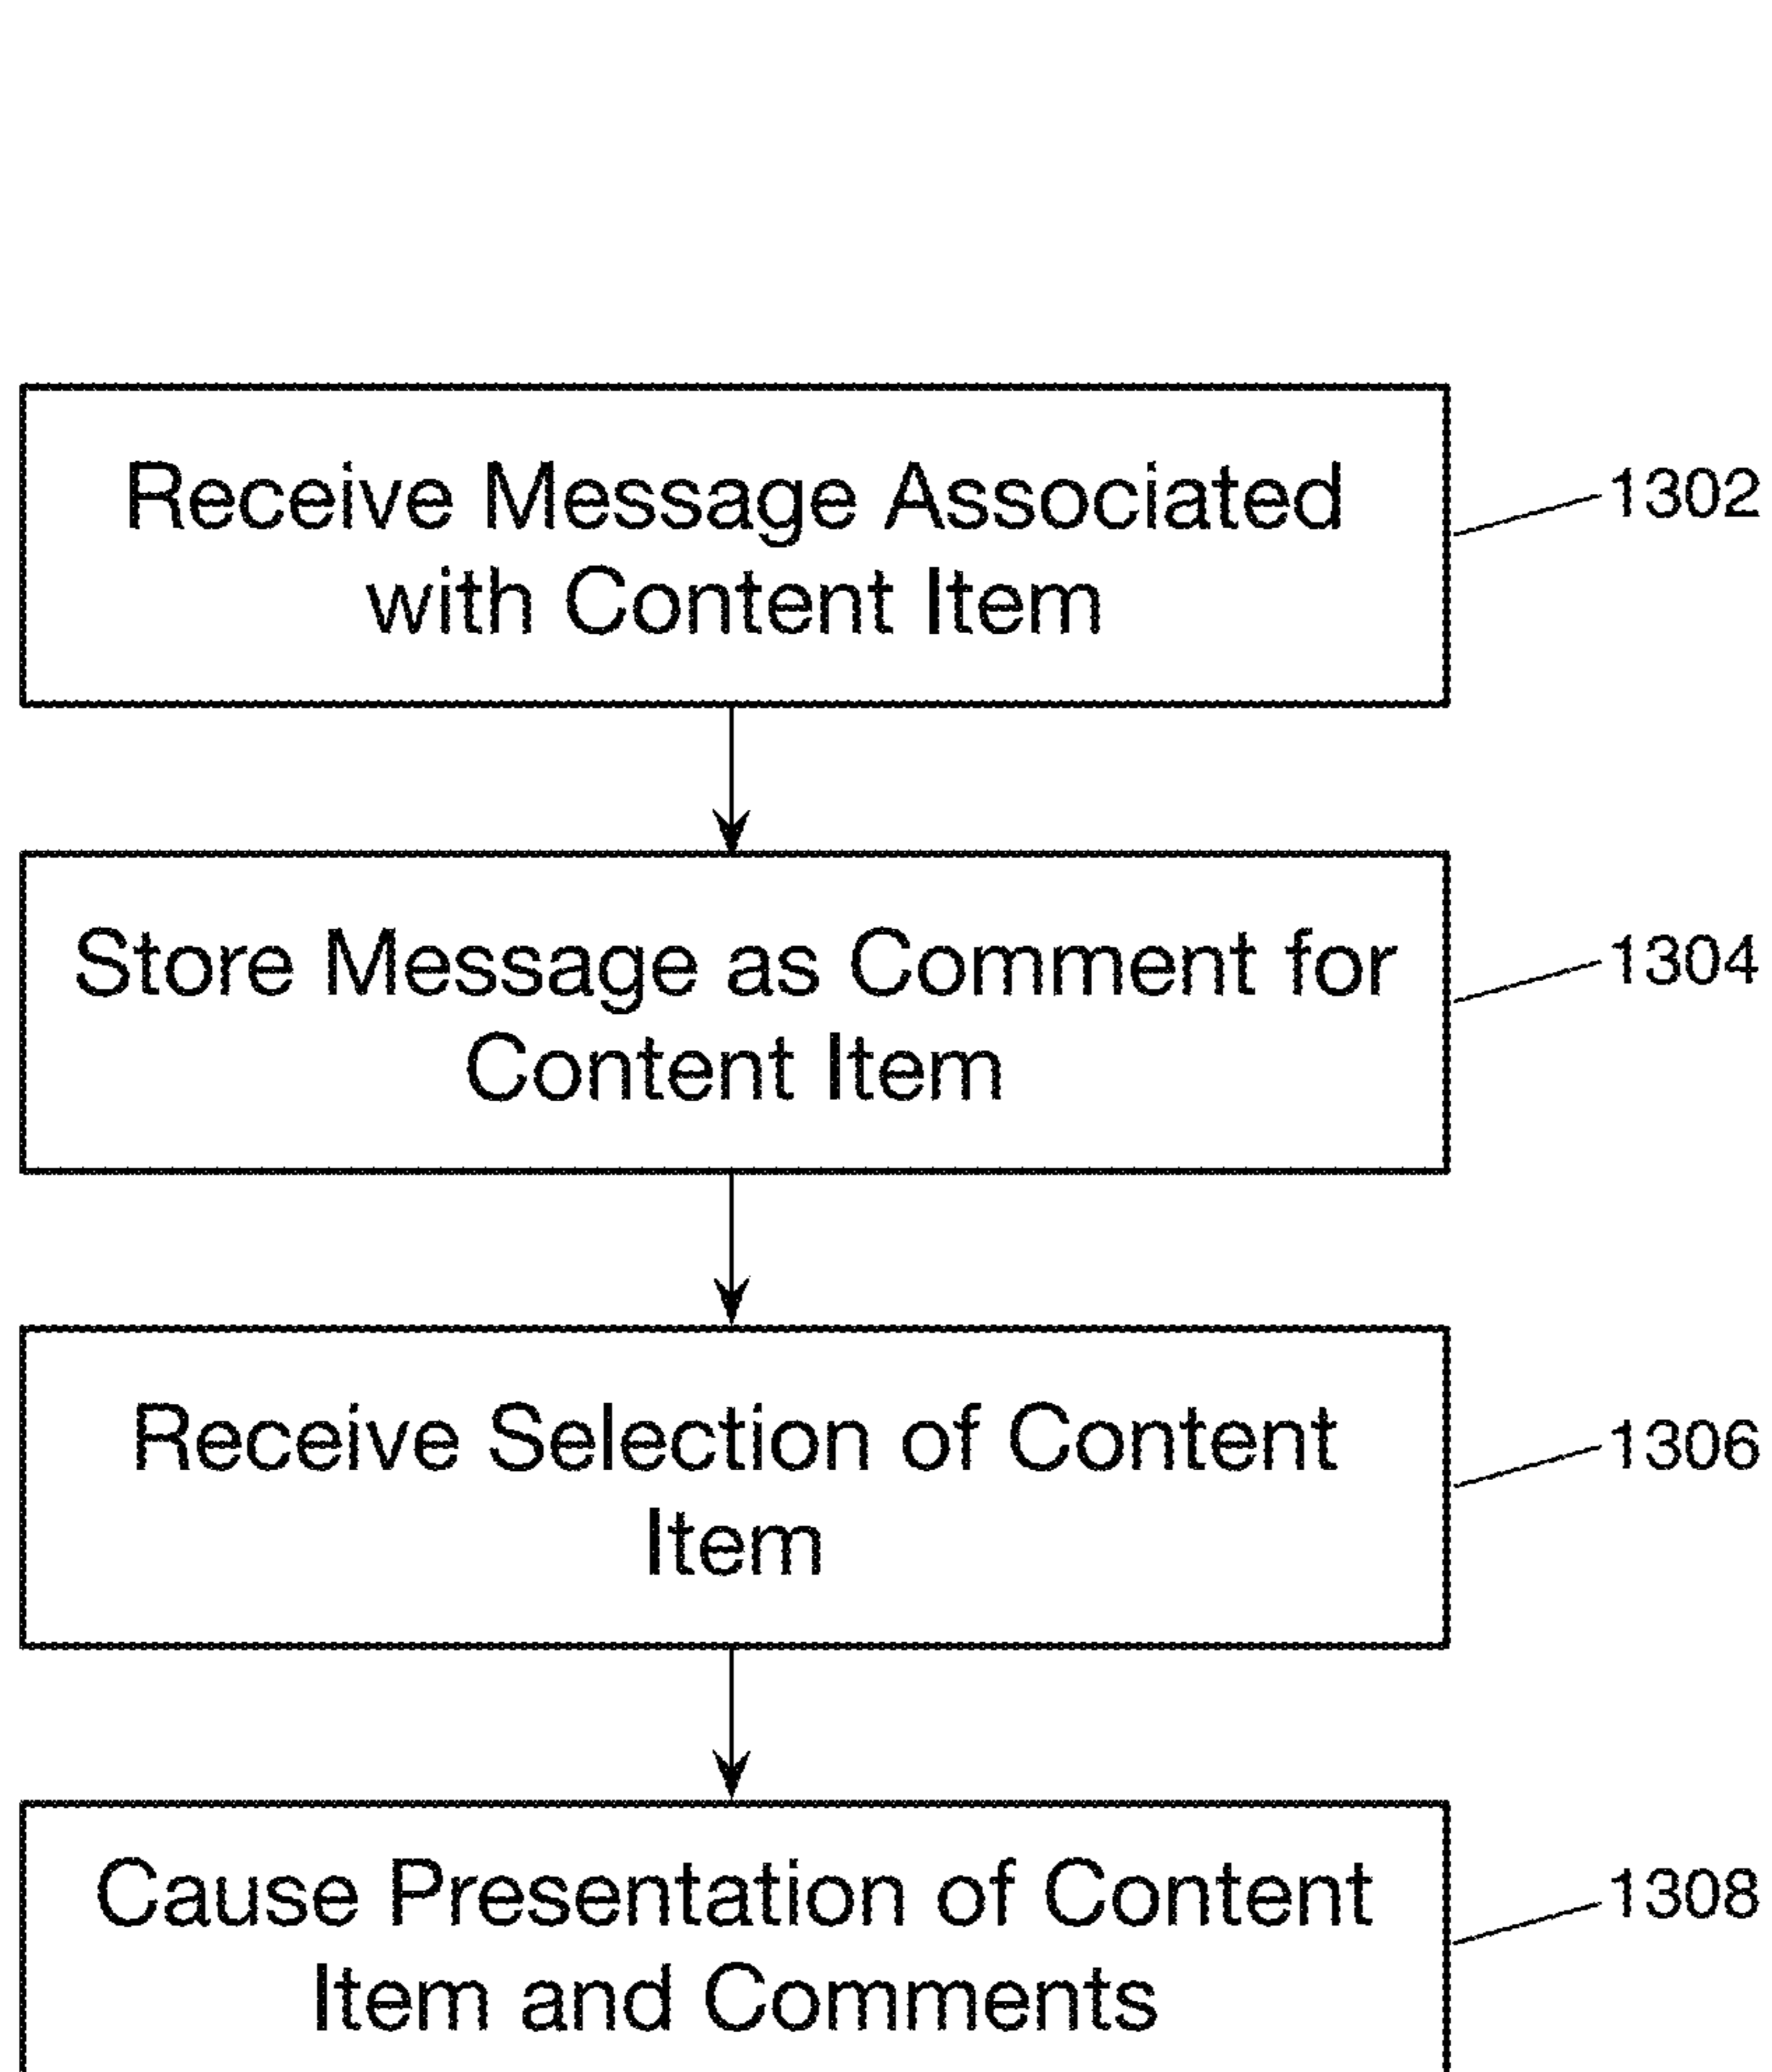 Receive Message Associated
with Content Item
1302
Store Message as Comment for
Content Item
1304
Receive Selection of Content
Item
1306
Cause Presentation of Content
Item and Comments
1308